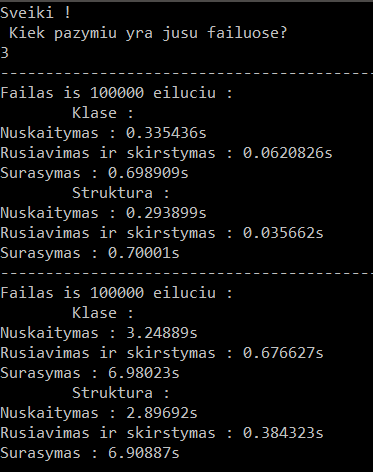 Sveiki !
Kiek pazymiu yra jusu failuose?
3
-----------------------------------------
Failas is 100000 eiluciu :
Klase :
Nuskaitymas : 0.335436s
Rusiavimas ir skirstymas : 0.0620826s
Surasymas : 0.698909s
Struktura :
Nuskaitymas : 0.293899s
Rusiavimas ir skirstymas : 0.035662s
Surasymas : 0.70001s
-----------------------------------------
Failas is 100000 eiluciu :
Klase :
Nuskaitymas : 3.24889s
Rusiavimas ir skirstymas : 0.676627s
Surasymas : 6.98023s
Struktura :
Nuskaitymas : 2.89692s
Rusiavimas ir skirstymas : 0.384323s
Surasymas : 6.90887s